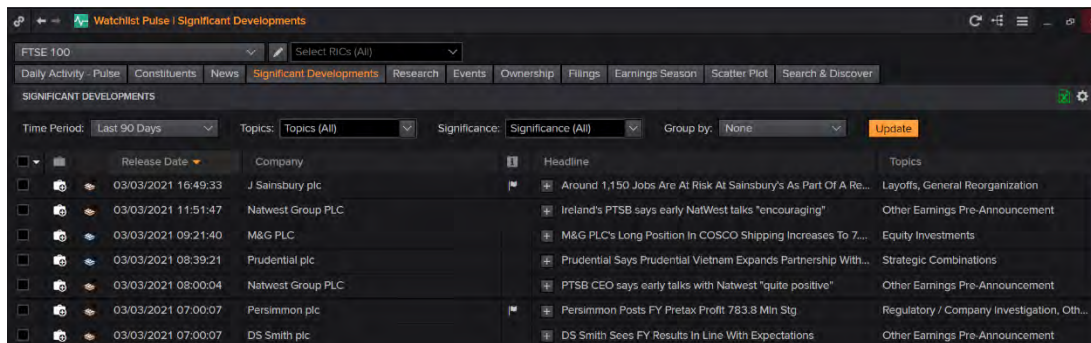 Watchlist Pulse | Significant Developments
FTSE 100 Select RICs (All)
Daily Activity - Pulse Constituents News Significant Developments Research Events Ownership Filings Earnings Season Scatter Plot Search & Discover
SIGNIFICANT DEVELOPMENTS
Time Period: Last 90 Days Topics: Topics (All) Significance: Significance (All) Group by: None Update
Release Date Company Headline Topics
03/03/2021 16:49:33 J Sainsbury plc Around 1,150 Jobs Are At Risk At Sainsbury's As Part Of A Re... Layoffs, General Reorganization
03/03/2021 11:51:47 Natwest Group PLC Ireland's PTSB says early NatWest talks "encouraging" Other Earnings Pre-Announcement
03/03/2021 09:21:40 M&G PLC M&G PLC's Long Position In COSCO Shipping Increases To 7.... Equity Investments
03/03/2021 08:39:21 Prudential plc Prudential Says Prudential Vietnam Expands Partnership With... Strategic Combinations
03/03/2021 08:00:04 Natwest Group PLC PTSB CEO says early talks with Natwest "quite positive" Other Earnings Pre-Announcement
03/03/2021 07:00:07 Persimmon plc Persimmon Posts FY Pretax Profit 783.8 Mln Stg Regulatory / Company Investigation, Oth...
03/03/2021 07:00:07 DS Smith plc DS Smith Sees FY Results In Line With Expectations Other Earnings Pre-Announcement